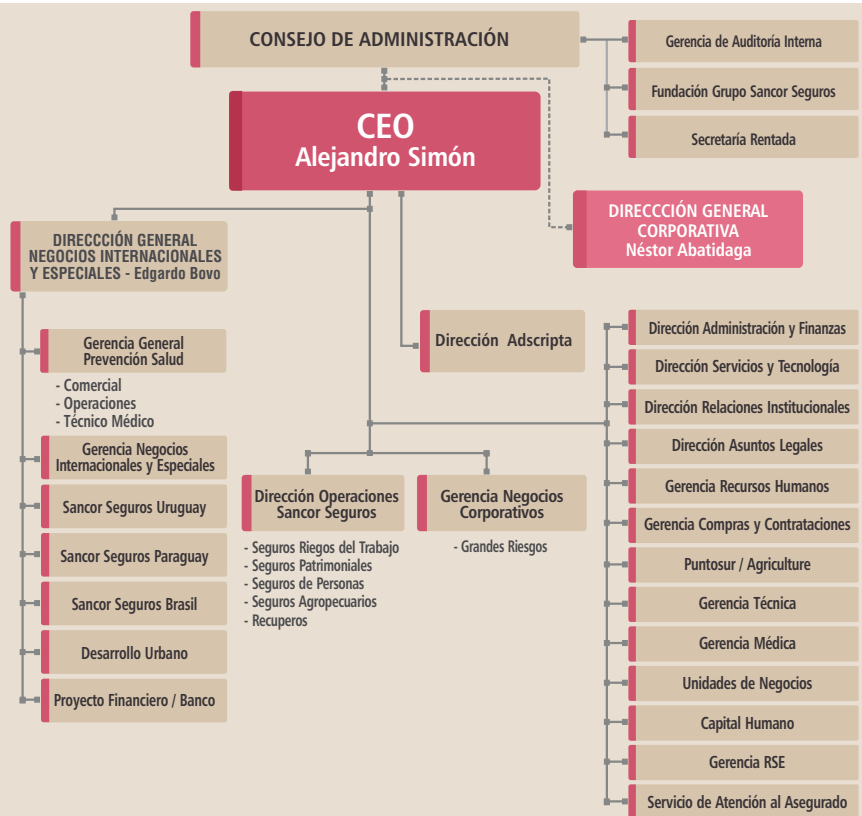 CONSEJO DE ADMINISTRACIÓN
Gerencia de Auditoría Interna
Fundación Grupo Sancor Seguros
Secretaría Rentada
CEO
Alejandro Simón
DIRECCCIÓN GENERAL
CORPORATIVA
Néstor Abatidaga
DIRECCCIÓN GENERAL
NEGOCIOS INTERNACIONALES
Y ESPECIALES - Edgardo Bovo
Gerencia General
Prevención Salud
- Comercial
- Operaciones
- Técnico Médico
Gerencia Negocios
Internacionales y Especiales
Sancor Seguros Uruguay
Sancor Seguros Paraguay
Sancor Seguros Brasil
Desarrollo Urbano
Proyecto Financiero / Banco
Dirección Adscripta
Dirección Operaciones
Sancor Seguros
- Seguros Riegos del Trabajo
- Seguros Patrimoniales
- Seguros de Personas
- Seguros Agropecuarios
- Recuperos
Gerencia Negocios
Corporativos
- Grandes Riesgos
Dirección Administración y Finanzas
Dirección Servicios y Tecnología
Dirección Relaciones Institucionales
Dirección Asuntos Legales
Gerencia Recursos Humanos
Gerencia Compras y Contrataciones
Puntosur / Agriculture
Gerencia Técnica
Gerencia Médica
Unidades de Negocios
Capital Humano
Gerencia RSE
Servicio de Atención al Asegurado